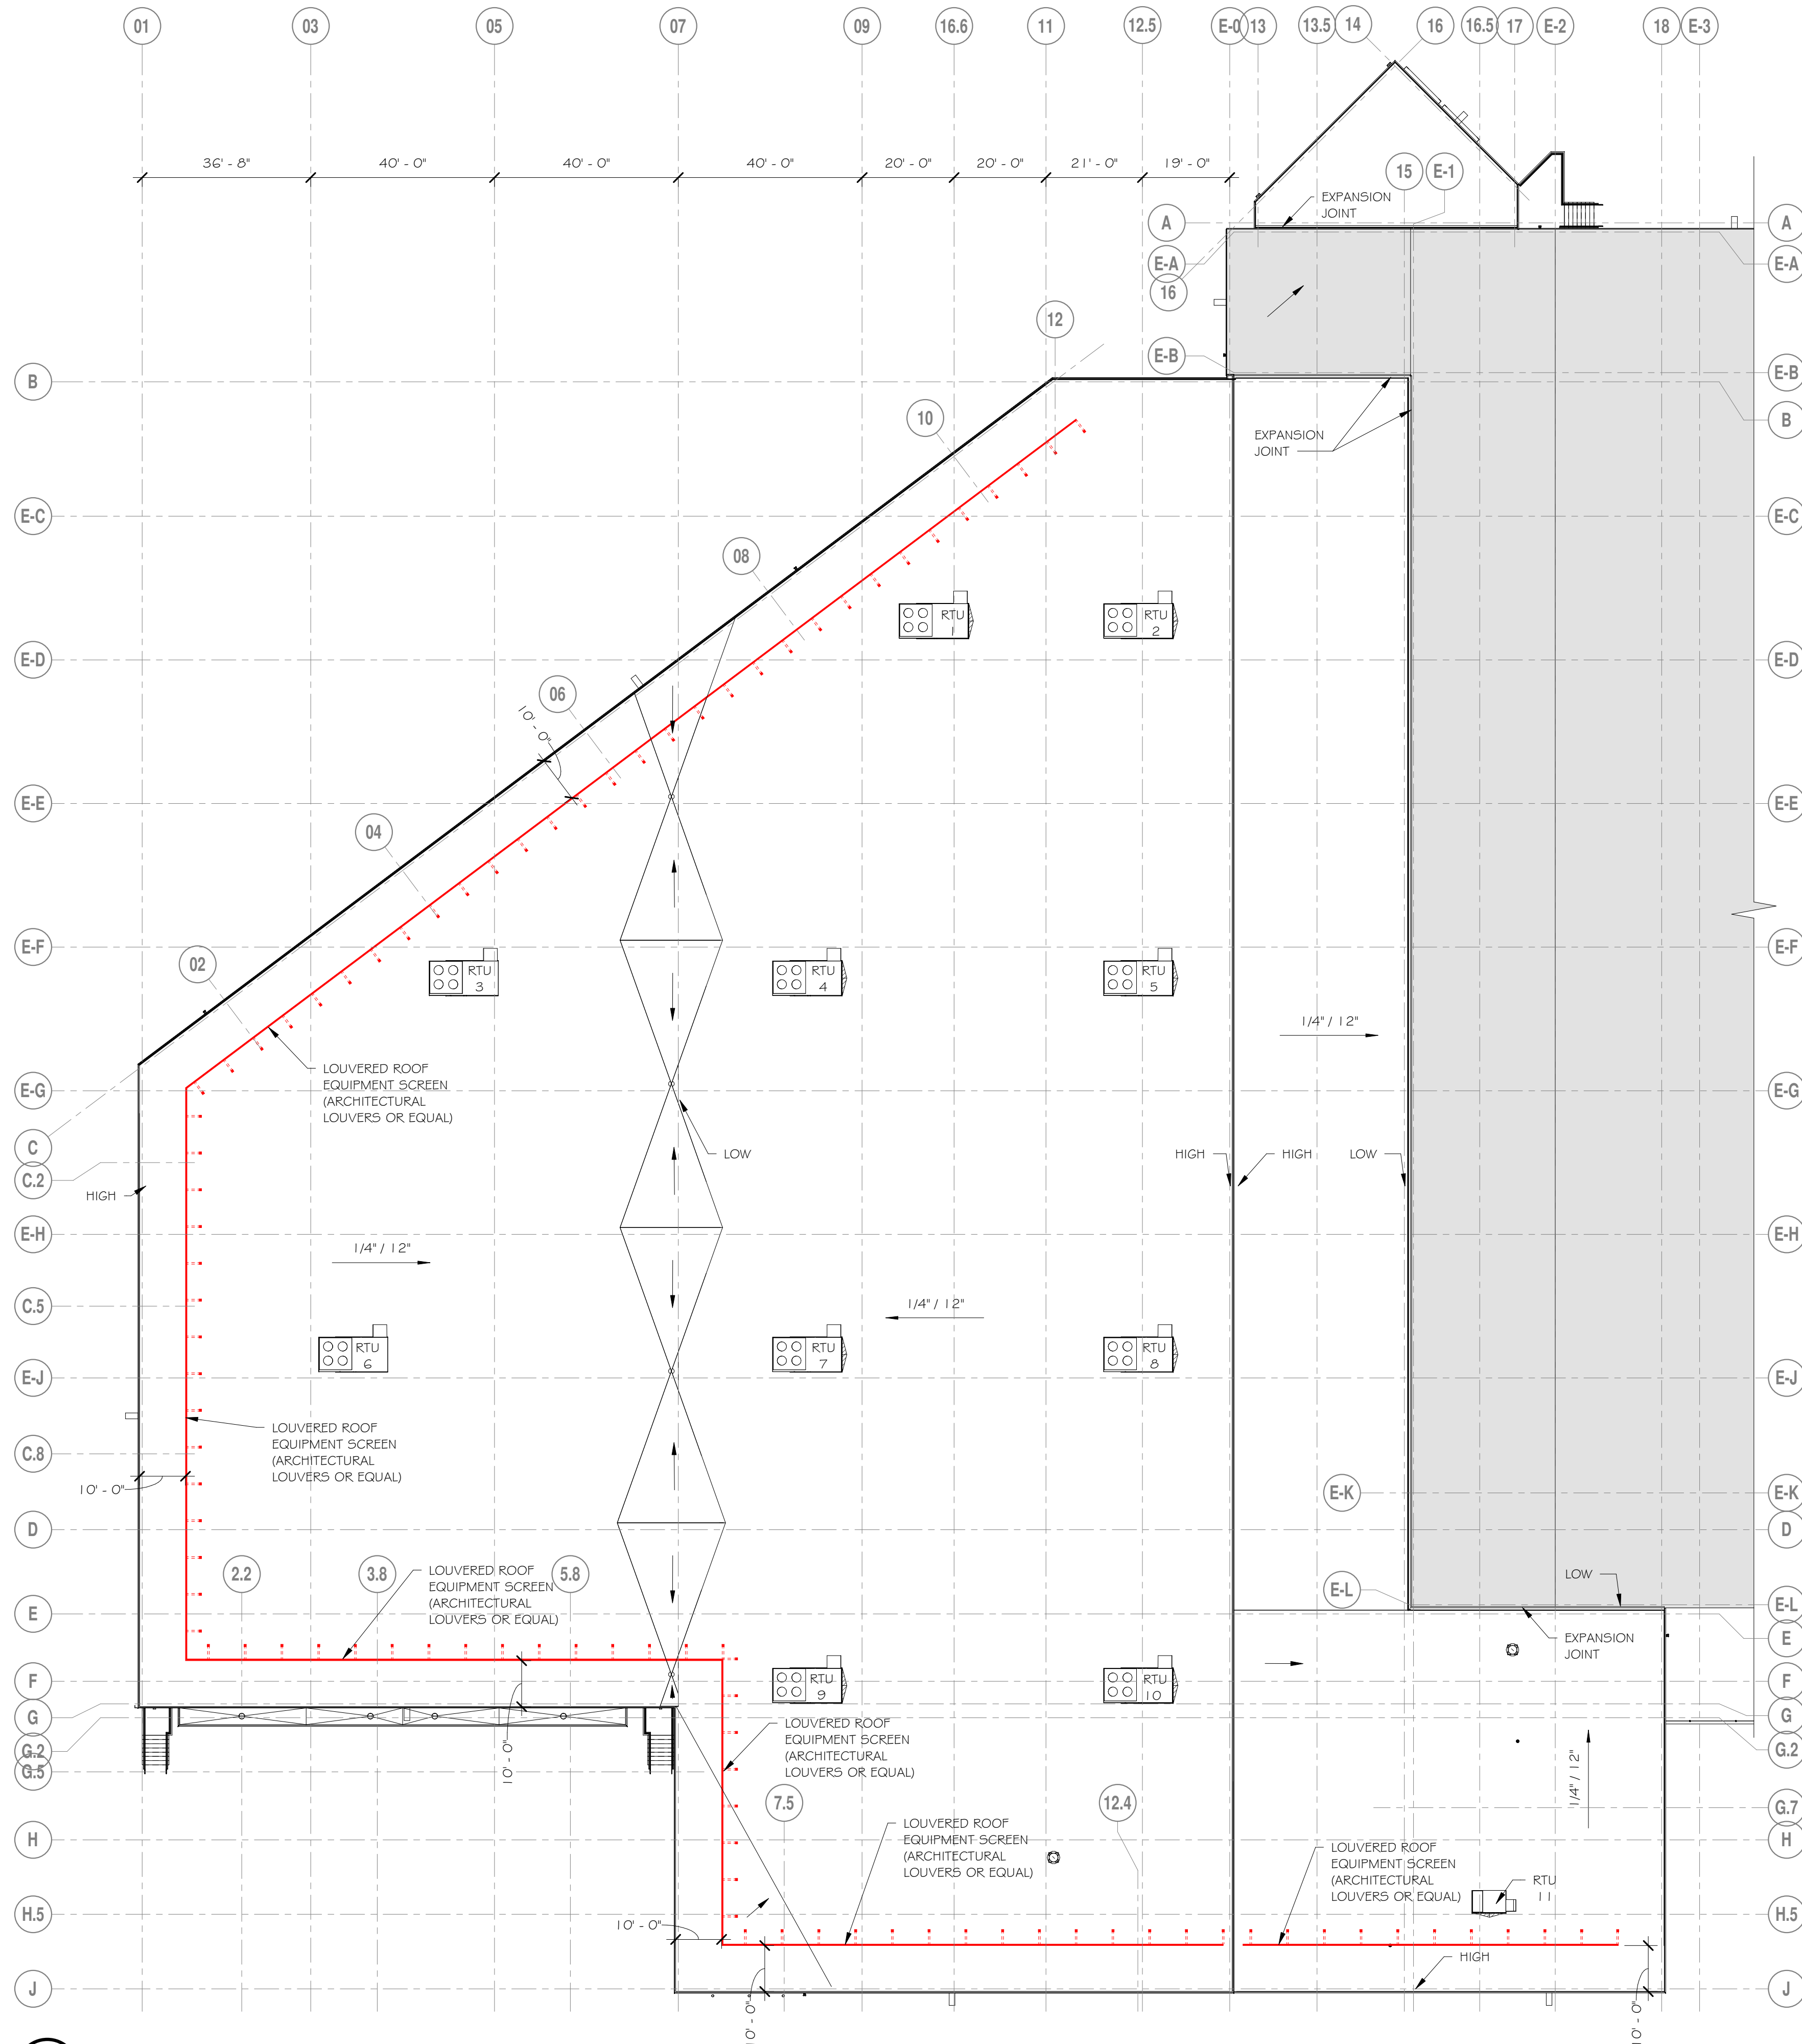 01
03
05
07
09
16.6
11
12.5
E-0
13
13.5
14
16
16.5
17
E-2
18
E-3
36' - 8"
40' - 0"
40' - 0"
40' - 0"
20' - 0"
20' - 0"
21' - 0"
19' - 0"
15
E-1
EXPANSION
JOINT
A
A
E-A
E-A
16
12
E-B
E-B
B
B
10
EXPANSION
JOINT
E-C
E-C
08
RTU
1
RTU
2
E-D
E-D
06
10' - 0"
E-E
E-E
04
E-F
E-F
02
RTU
3
RTU
4
RTU
5
1/4" / 12"
LOUVERED ROOF
EQUIPMENT SCREEN
(ARCHITECTURAL
LOUVERS OR EQUAL)
E-G
E-G
C
C.2
LOW
HIGH
HIGH
LOW
HIGH
E-H
E-H
1/4" / 12"
C.5
1/4" / 12"
RTU
6
RTU
7
RTU
8
E-J
E-J
LOUVERED ROOF
EQUIPMENT SCREEN
(ARCHITECTURAL
LOUVERS OR EQUAL)
C.8
10' - 0"
E-K
E-K
D
D
2.2
3.8
LOUVERED ROOF
EQUIPMENT SCREEN
(ARCHITECTURAL
LOUVERS OR EQUAL)
5.8
LOW
E-L
E-L
E
E
EXPANSION
JOINT
F
F
RTU
9
RTU
10
G
G
10' - 0"
LOUVERED ROOF
EQUIPMENT SCREEN
(ARCHITECTURAL
LOUVERS OR EQUAL)
G.2
G.2
G.5
1/4" / 12"
7.5
12.4
G.7
LOUVERED ROOF
EQUIPMENT SCREEN
(ARCHITECTURAL
LOUVERS OR EQUAL)
H
H
LOUVERED ROOF
EQUIPMENT SCREEN
(ARCHITECTURAL
LOUVERS OR EQUAL)
RTU
11
H.5
H.5
10' - 0"
HIGH
J
J
10' - 0"
10' - 0"